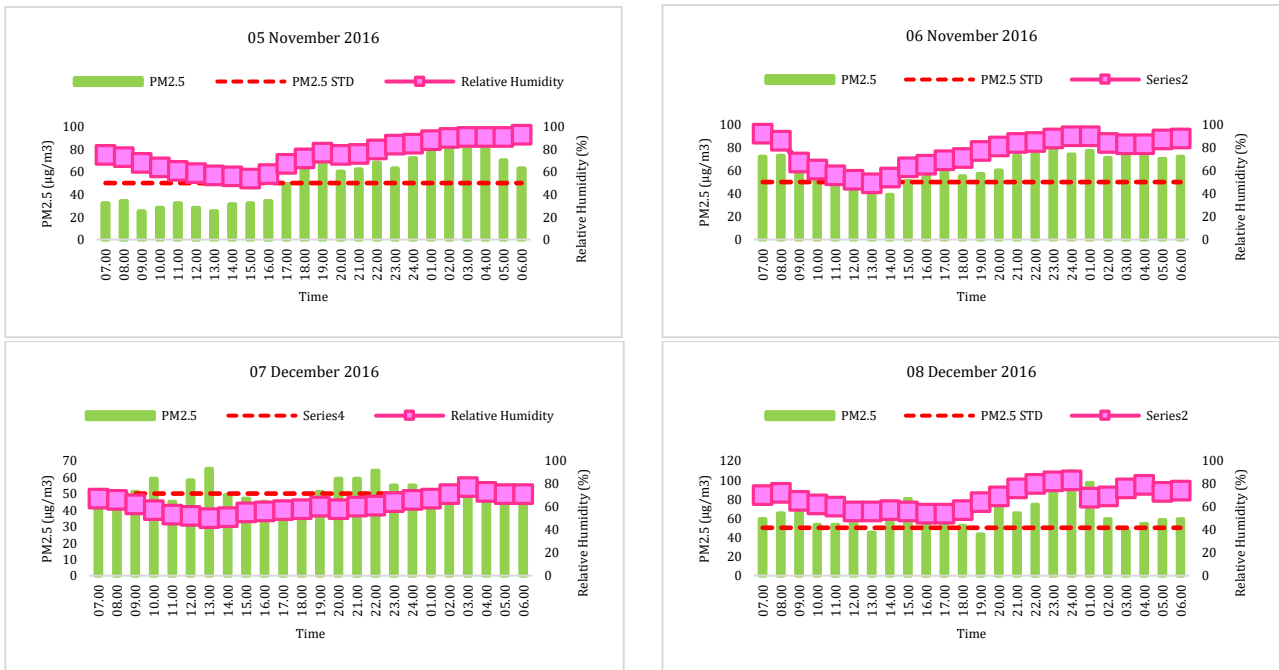 05 November 2016
PM2.5 PM2.5 STD Relative Humidity
PM2.5 (µg/m3)
100
80
60
40
20
0
100
80
60
40
20
0
Relative Humidity (%)
07.00 08.00 09.00 10.00 11.00 12.00 13.00 14.00 15.00 16.00 17.00 18.00 19.00 20.00 21.00 22.00 23.00 24.00 01.00 02.00 03.00 04.00 05.00 06.00
Time
06 November 2016
PM2.5 PM2.5 STD Series2
PM2.5 (µg/m3)
100
80
60
40
20
0
100
80
60
40
20
0
Relative Humidity (%)
07.00 08.00 09.00 10.00 11.00 12.00 13.00 14.00 15.00 16.00 17.00 18.00 19.00 20.00 21.00 22.00 23.00 24.00 01.00 02.00 03.00 04.00 05.00 06.00
Time
07 December 2016
PM2.5 Series4 Relative Humidity
PM2.5 (µg/m3)
70
60
50
40
30
20
10
0
100
80
60
40
20
0
Relative Humidity (%)
07.00 08.00 09.00 10.00 11.00 12.00 13.00 14.00 15.00 16.00 17.00 18.00 19.00 20.00 21.00 22.00 23.00 24.00 01.00 02.00 03.00 04.00 05.00 06.00
Time
08 December 2016
PM2.5 PM2.5 STD Series2
PM2.5 (µg/m3)
120
100
80
60
40
20
0
100
80
60
40
20
0
Relative Humidity (%)
07.00 08.00 09.00 10.00 11.00 12.00 13.00 14.00 15.00 16.00 17.00 18.00 19.00 20.00 21.00 22.00 23.00 24.00 01.00 02.00 03.00 04.00 05.00 06.00
Time